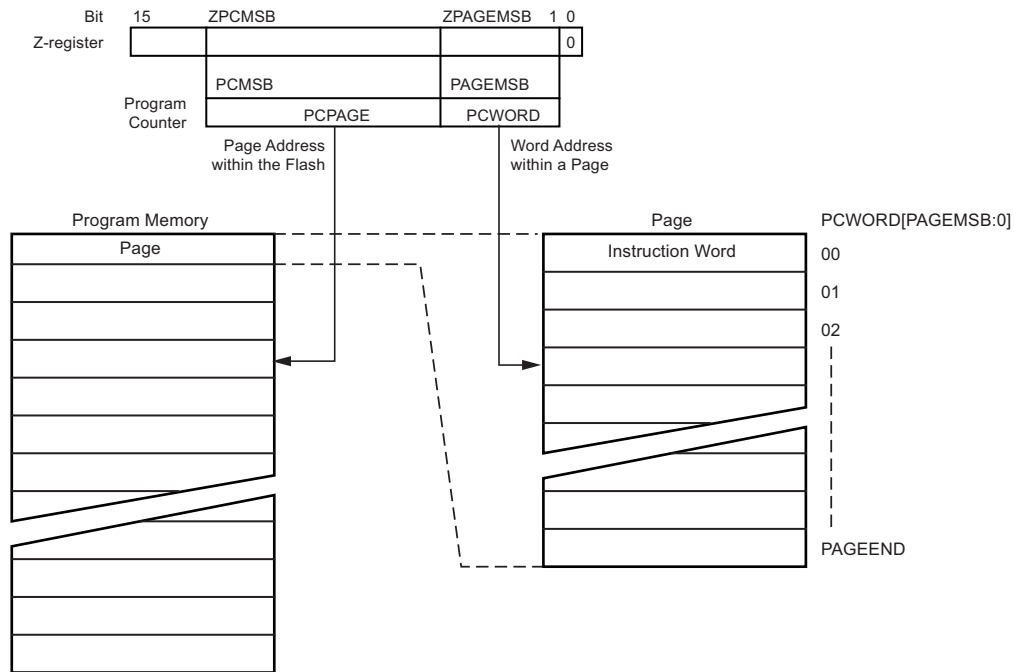 Bit 15 ZPCMSB ZPAGEMSB 1 0
Z-register 0
PCMSB PAGEMSB
Program
Counter
PCPAGE PCWORD
Page Address
within the Flash
Word Address
within a Page
Program Memory
Page
Page PCWORD[PAGEMSB:0]
Instruction Word 00
01
02
PAGEEND